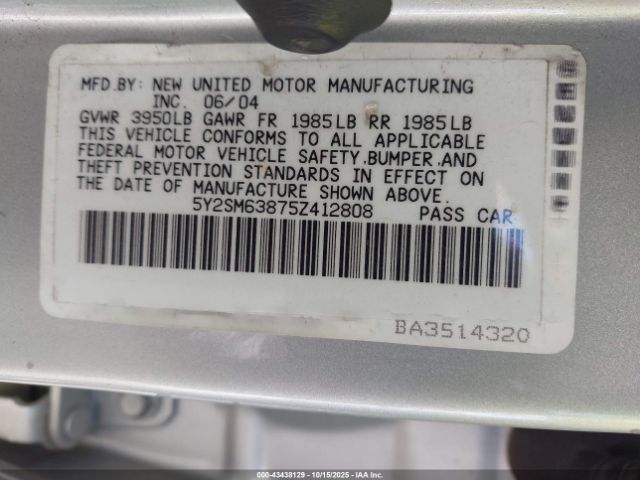 MFD.BY: NEW UNITED MOTOR MANUFACTURING
INC. 06/04
GVWR 3950LB GAWR FR 1985LB RR 1985LB
THIS VEHICLE CONFORMS TO ALL APPLICABLE
FEDERAL MOTOR VEHICLE SAFETY,BUMPER,AND
THEFT PREVENTION STANDARDS IN EFFECT ON
THE DATE OF MANUFACTURE SHOWN ABOVE.
5Y2SM63875Z412808 PASS CAR
BA3514320
000-43438129 - 10/15/2025 - IAA Inc.